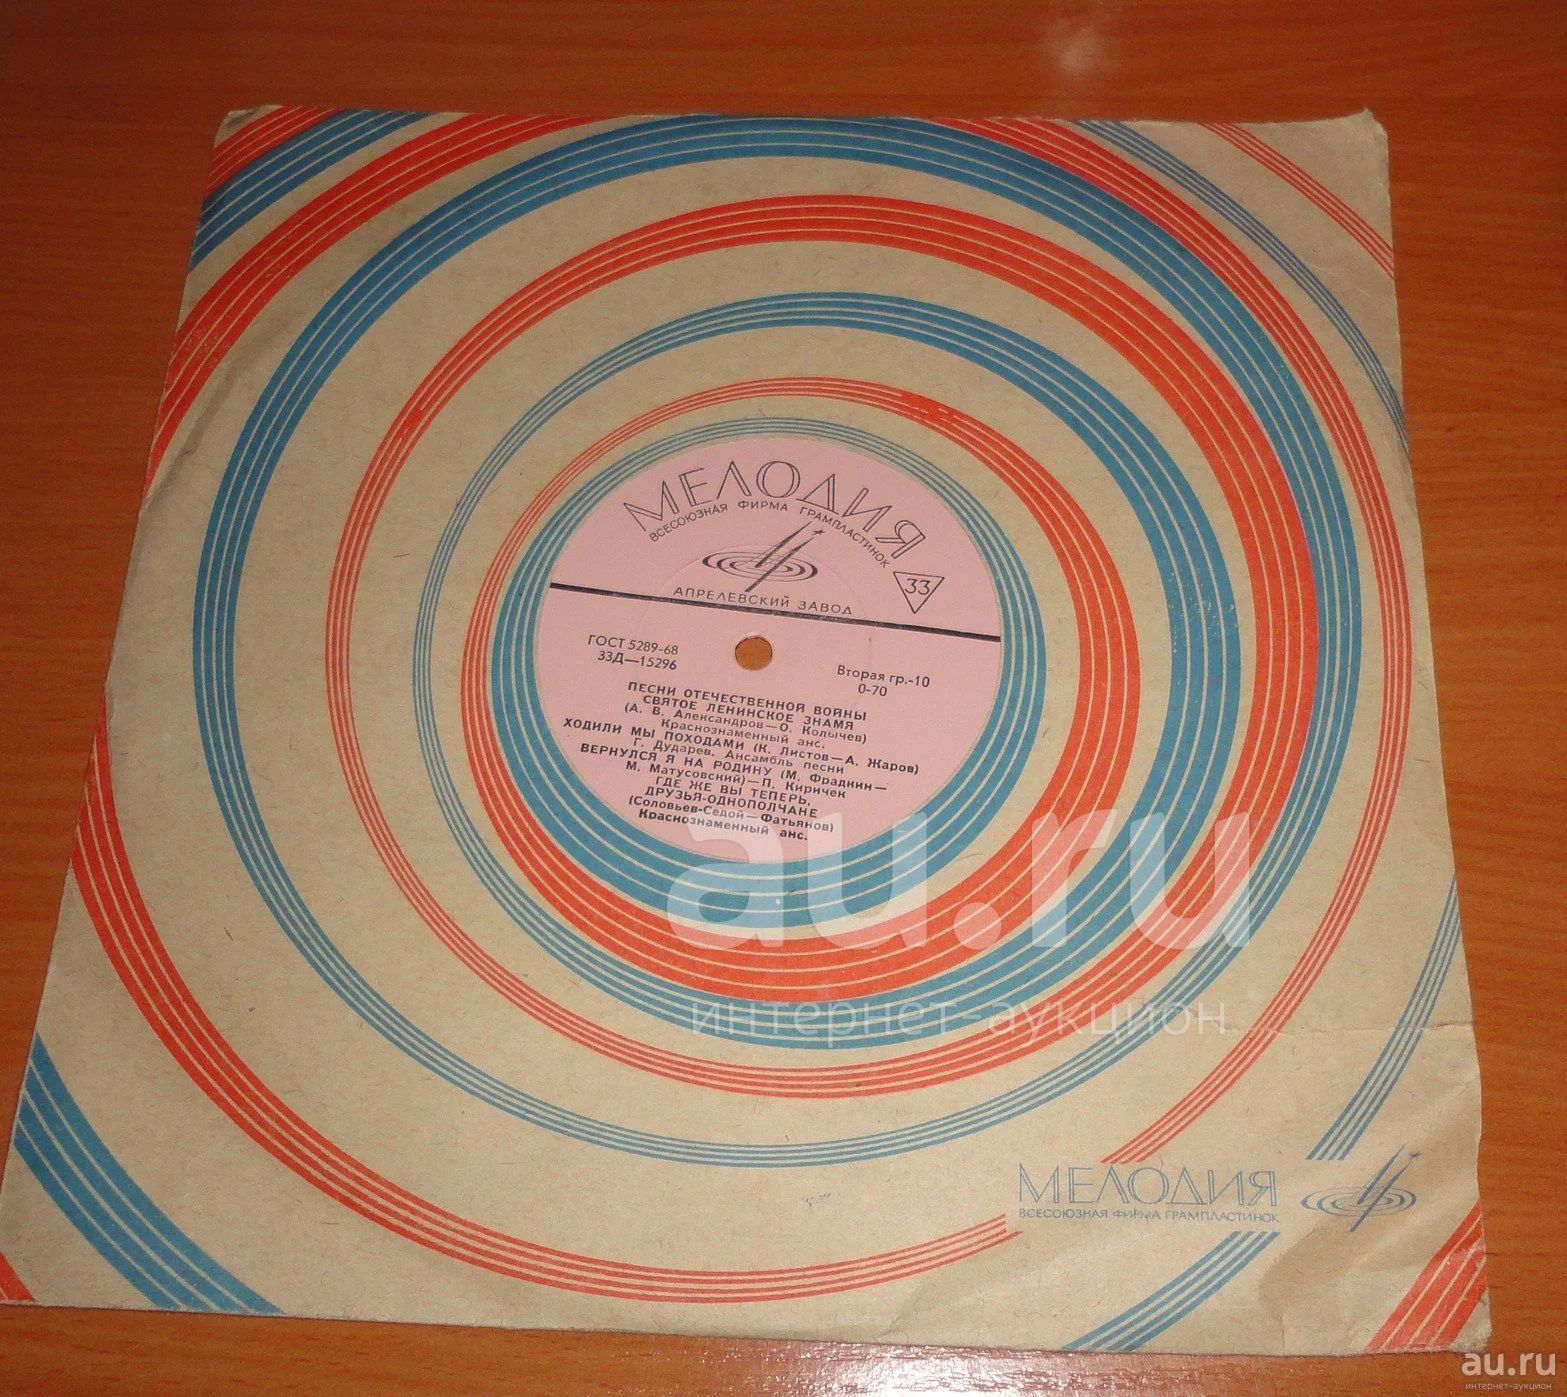 МЕЛОДИЯ
ВСЕСОЮЗНАЯ ФИРМА ГРАМПЛАСТИНОК
АПРЕЛЕВСКИЙ ЗАВОД
33
ГОСТ 5289-68
33Д—15296
Вторая гр.-10
0-70
ПЕСНИ ОТЕЧЕСТВЕННОЙ ВОЙНЫ
СВЯТОЕ ЛЕНИНСКОЕ ЗНАМЯ
(А. В. Александров—О. Колычев)
Краснознаменный анс.
ХОДИЛИ МЫ ПОХОДАМИ (К. Листов—А. Жаров)
Г. Дударев. Ансамбль песни
ВЕРНУЛСЯ Я НА РОДИНУ (М. Фрадкин—
М. Матусовский)—П. Киричек
ГДЕ ЖЕ ВЫ ТЕПЕРЬ,
ДРУЗЬЯ-ОДНОПОЛЧАНЕ
(Соловьев-Седой—Фатьянов)
Краснознаменный анс.
au.ru
интернет-аукцион
МЕЛОДИЯ
ВСЕСОЮЗНАЯ ФИРМА ГРАМПЛАСТИНОК
au.ru
интернет-аукцион